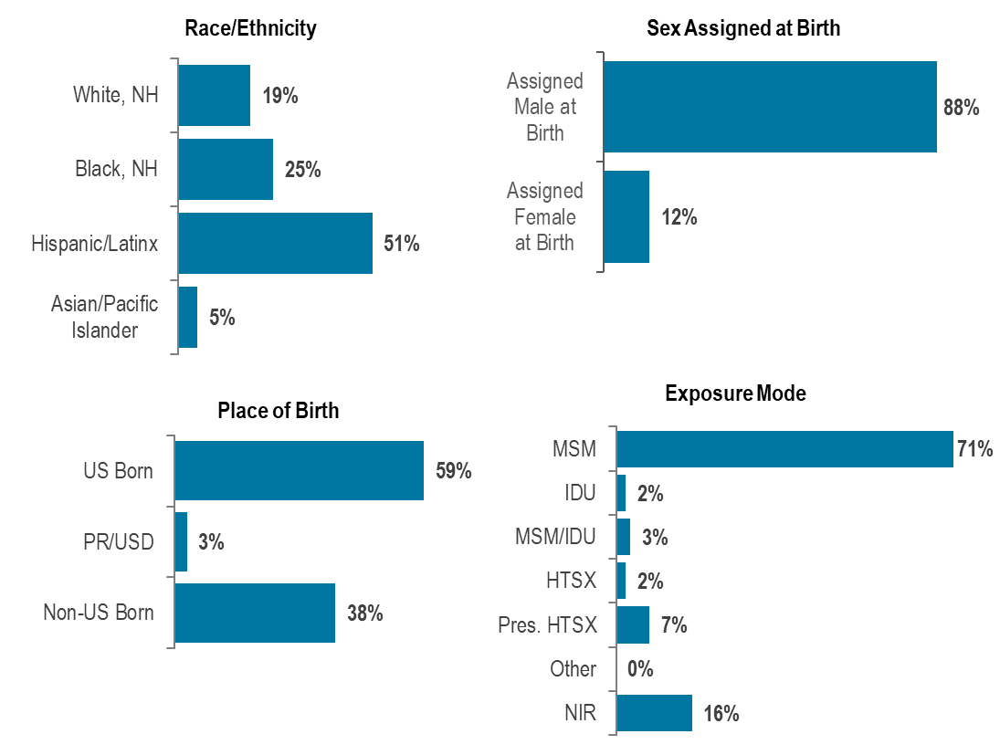 Race/Ethnicity
White, NH
19%
Black, NH
25%
Hispanic/Latinx
51%
Asian/Pacific
Islander
5%
Sex Assigned at Birth
Assigned
Male at
Birth
88%
Assigned
Female
at Birth
12%
Place of Birth
US Born
59%
PR/USD
3%
Non-US Born
38%
Exposure Mode
MSM
71%
IDU
2%
MSM/IDU
3%
HTSX
2%
Pres. HTSX
7%
Other
0%
NIR
16%